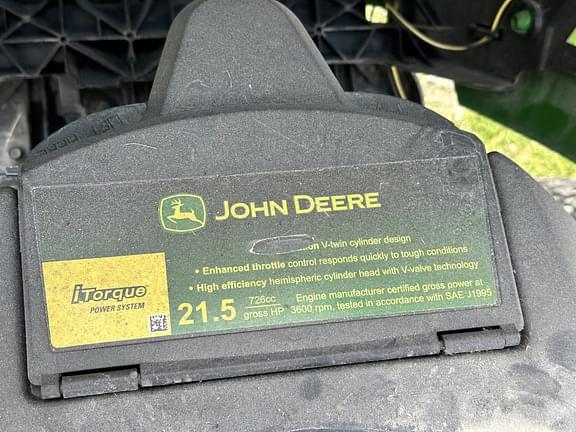 JOHN DEERE
V-twin cylinder design
• Enhanced throttle control responds quickly to tough conditions
• High efficiency hemispheric cylinder head with V-valve technology
iTorque
POWER SYSTEM
21.5 726cc gross HP
Engine manufacturer certified gross power at
3600 rpm, tested in accordance with SAE J1995